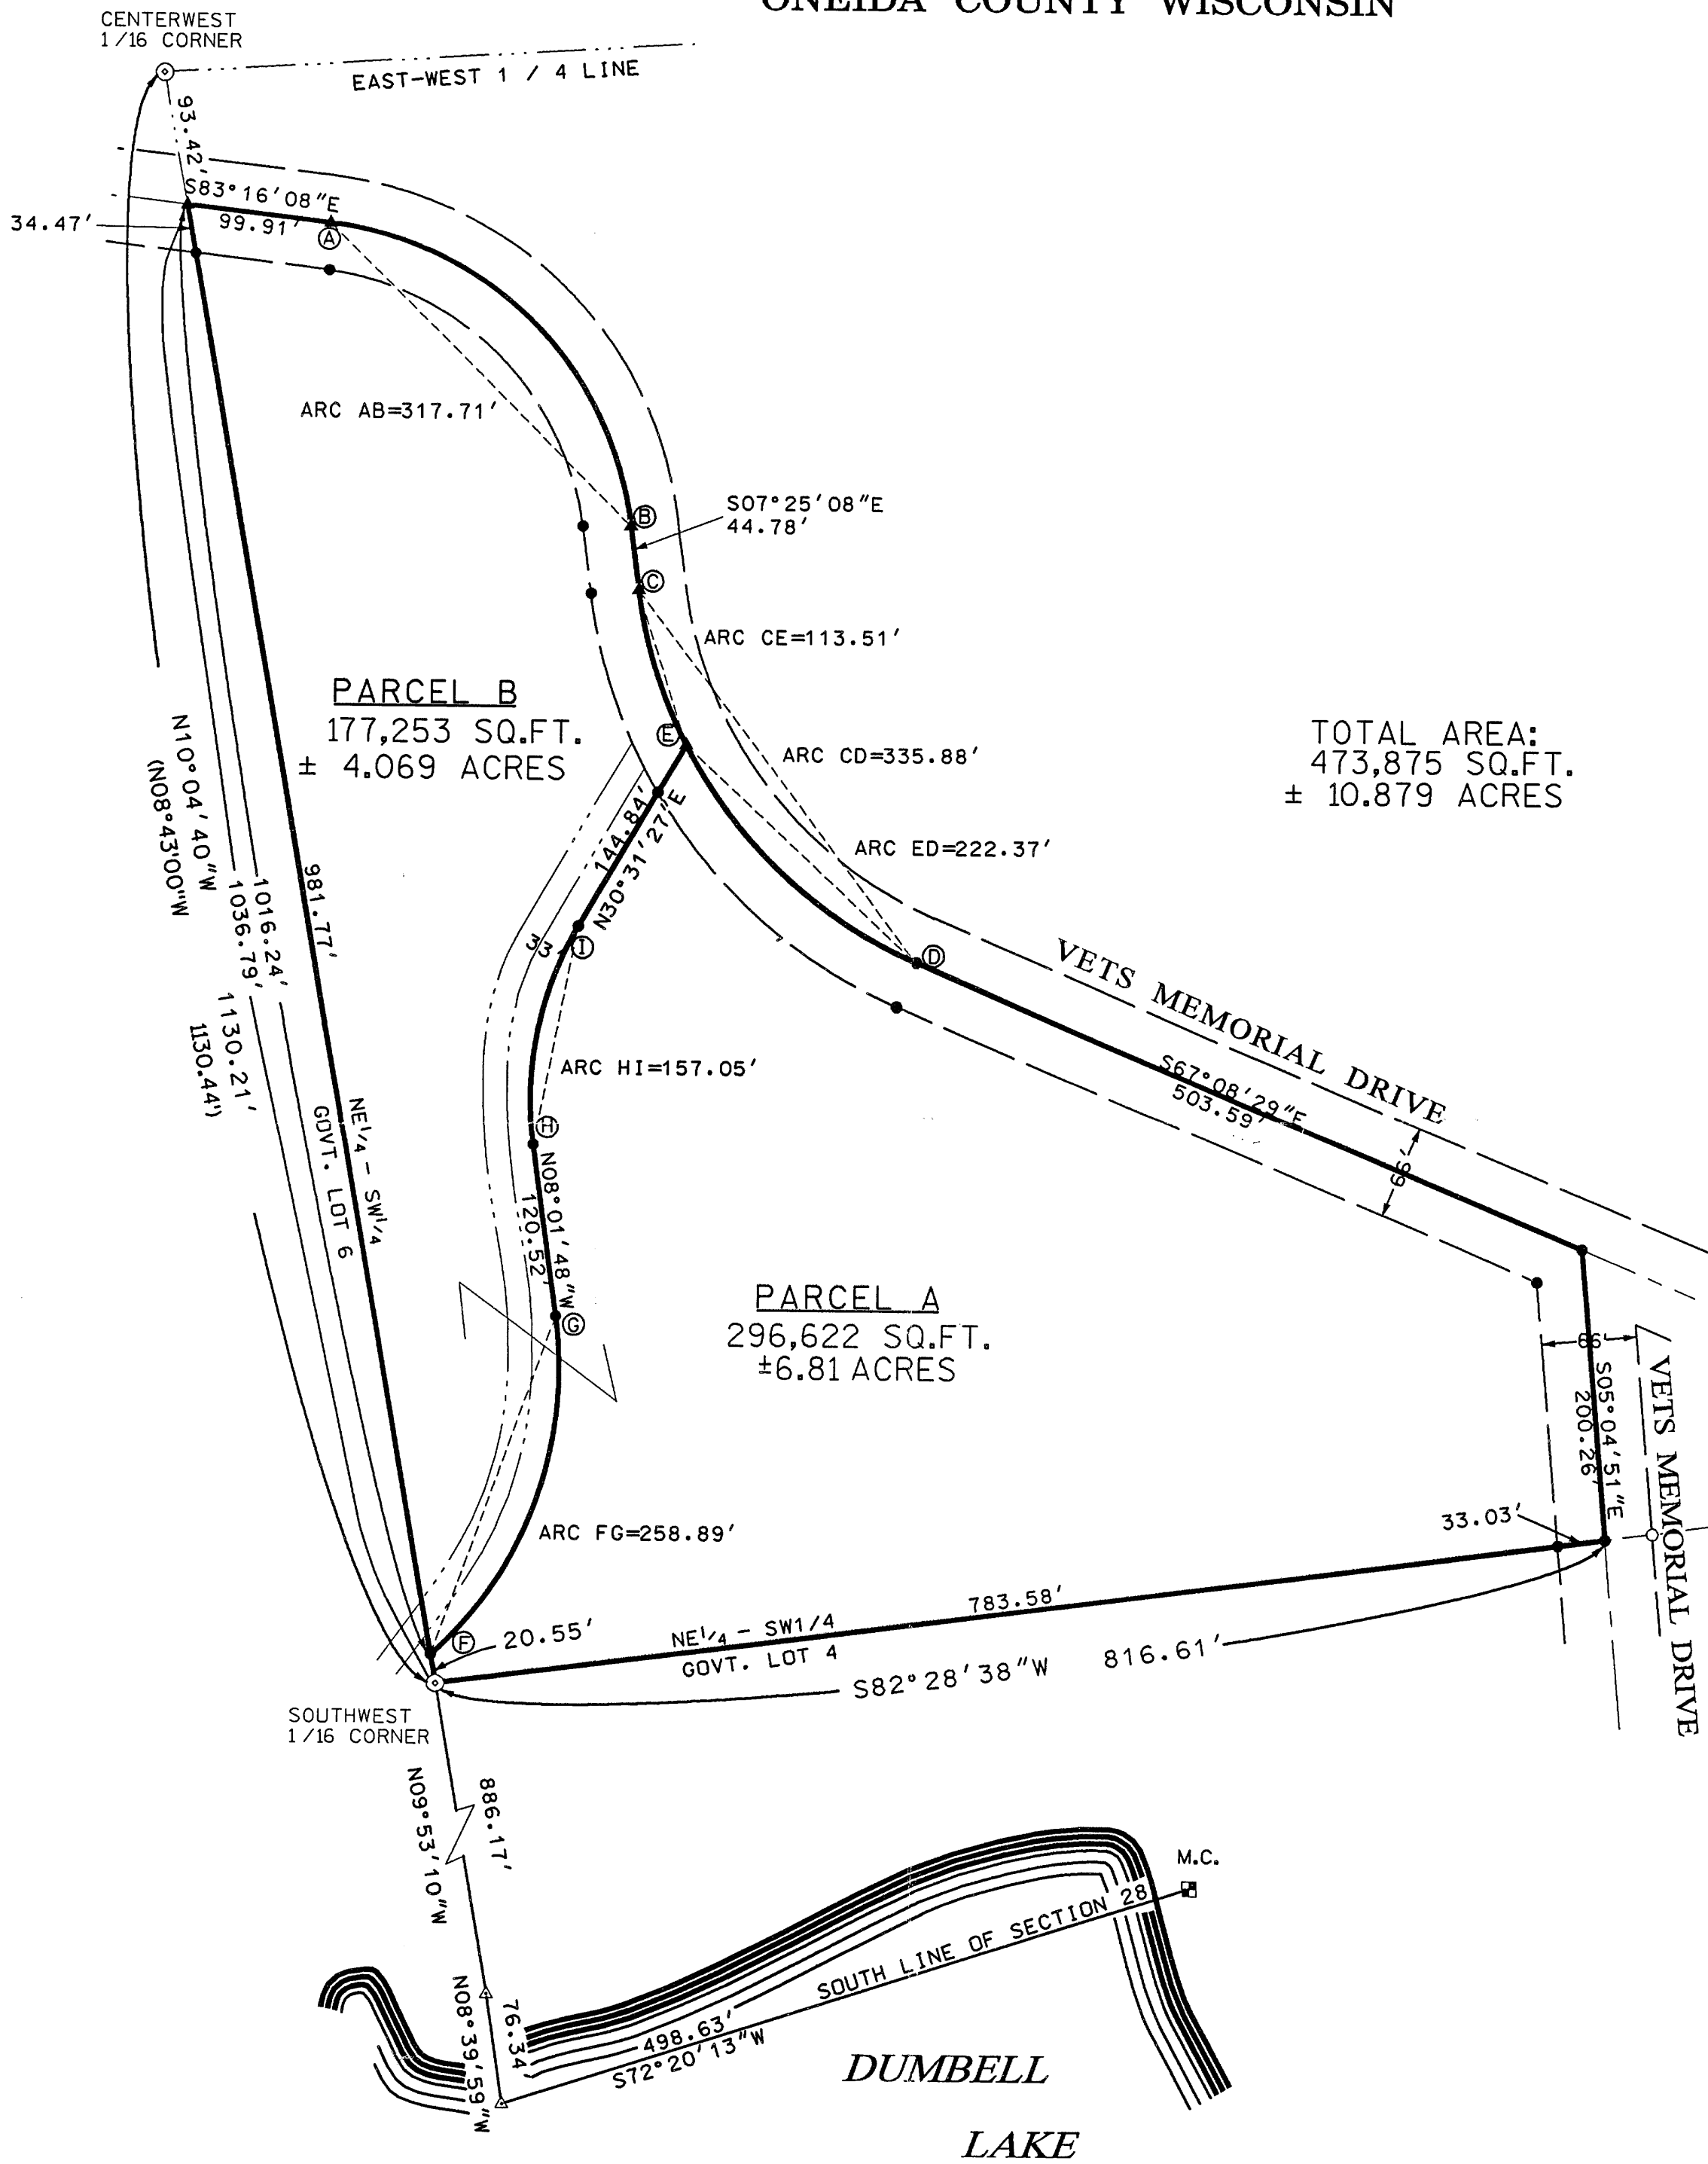 ONEIDA COUNTY WISCONSIN
CENTERWEST
1/16 CORNER
EAST-WEST 1 / 4 LINE
93.42'
S83°16'08"E
99.91'
34.47'
A
ARC AB=317.71'
B
S07°25'08"E
44.78'
C
ARC CE=113.51'
PARCEL B
177,253 SQ.FT.
± 4.069 ACRES
E
ARC CD=335.88'
TOTAL AREA:
473,875 SQ.FT.
± 10.879 ACRES
N10°04'40"W
(N08°43'00"W
144.84'
N30°31'27"E
ARC ED=222.37'
981.77'
1016.24'
1036.79'
1130.21'
1130.44')
33'
I
D
VETS MEMORIAL DRIVE
S67°08'29"E
503.59'
66'
ARC HI=157.05'
H
NE1/4 - SW1/4
GOVT. LOT 6
N08°01'48"W
120.52'
G
PARCEL A
296,622 SQ.FT.
±6.81 ACRES
66'
S05°04'51"E
200.26'
VETS MEMORIAL DRIVE
33.03'
ARC FG=258.89'
783.58'
F
20.55'
NE1/4 - SW1/4
GOVT. LOT 4
S82°28'38"W
816.61'
SOUTHWEST
1/16 CORNER
886.17'
N09°53'10"W
M.C.
SOUTH LINE OF SECTION 28
N08°39'59"W
76.34
498.63'
S72°20'13"W
DUMBELL
LAKE